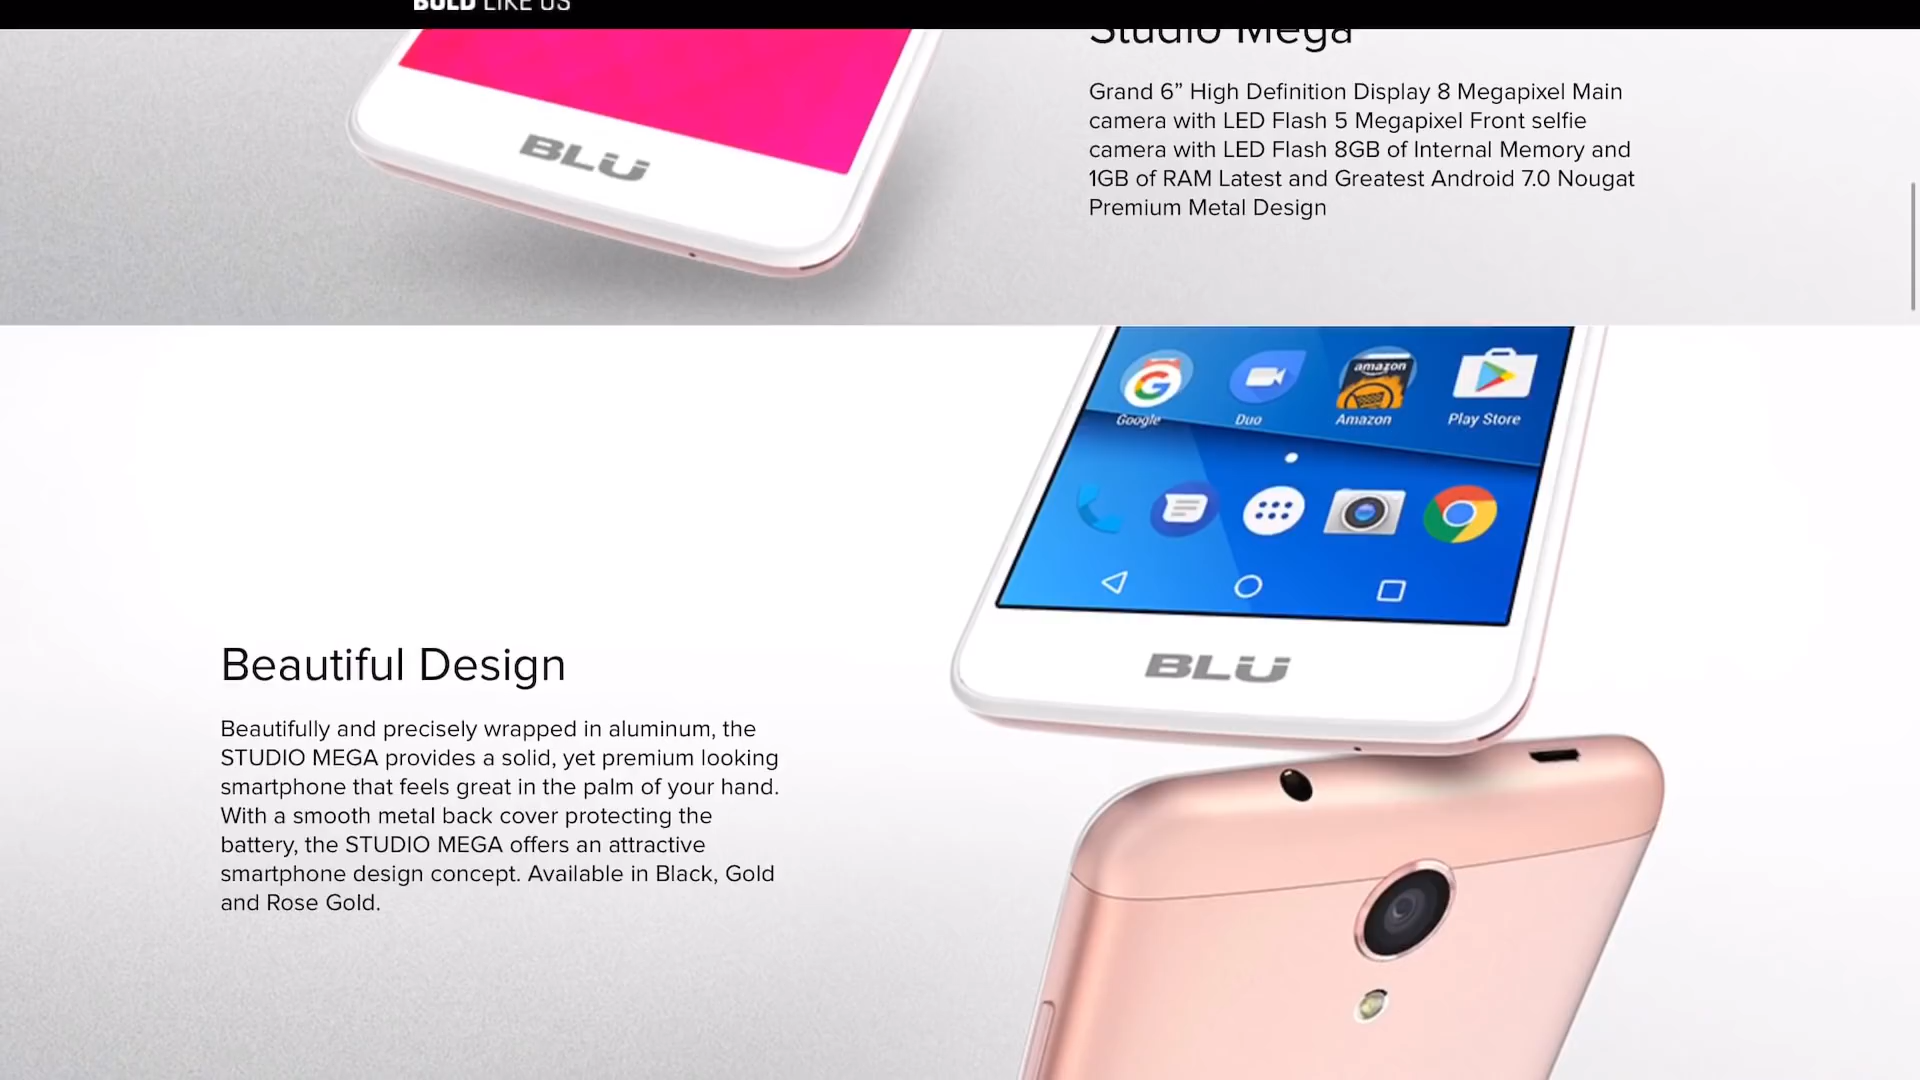 BOLD LIKE US
Studio Mega
Grand 6” High Definition Display 8 Megapixel Main
camera with LED Flash 5 Megapixel Front selfie
camera with LED Flash 8GB of Internal Memory and
1GB of RAM Latest and Greatest Android 7.0 Nougat
Premium Metal Design
BLU
amazon
Google Duo Amazon Play Store
BLU
Beautiful Design
Beautifully and precisely wrapped in aluminum, the
STUDIO MEGA provides a solid, yet premium looking
smartphone that feels great in the palm of your hand.
With a smooth metal back cover protecting the
battery, the STUDIO MEGA offers an attractive
smartphone design concept. Available in Black, Gold
and Rose Gold.